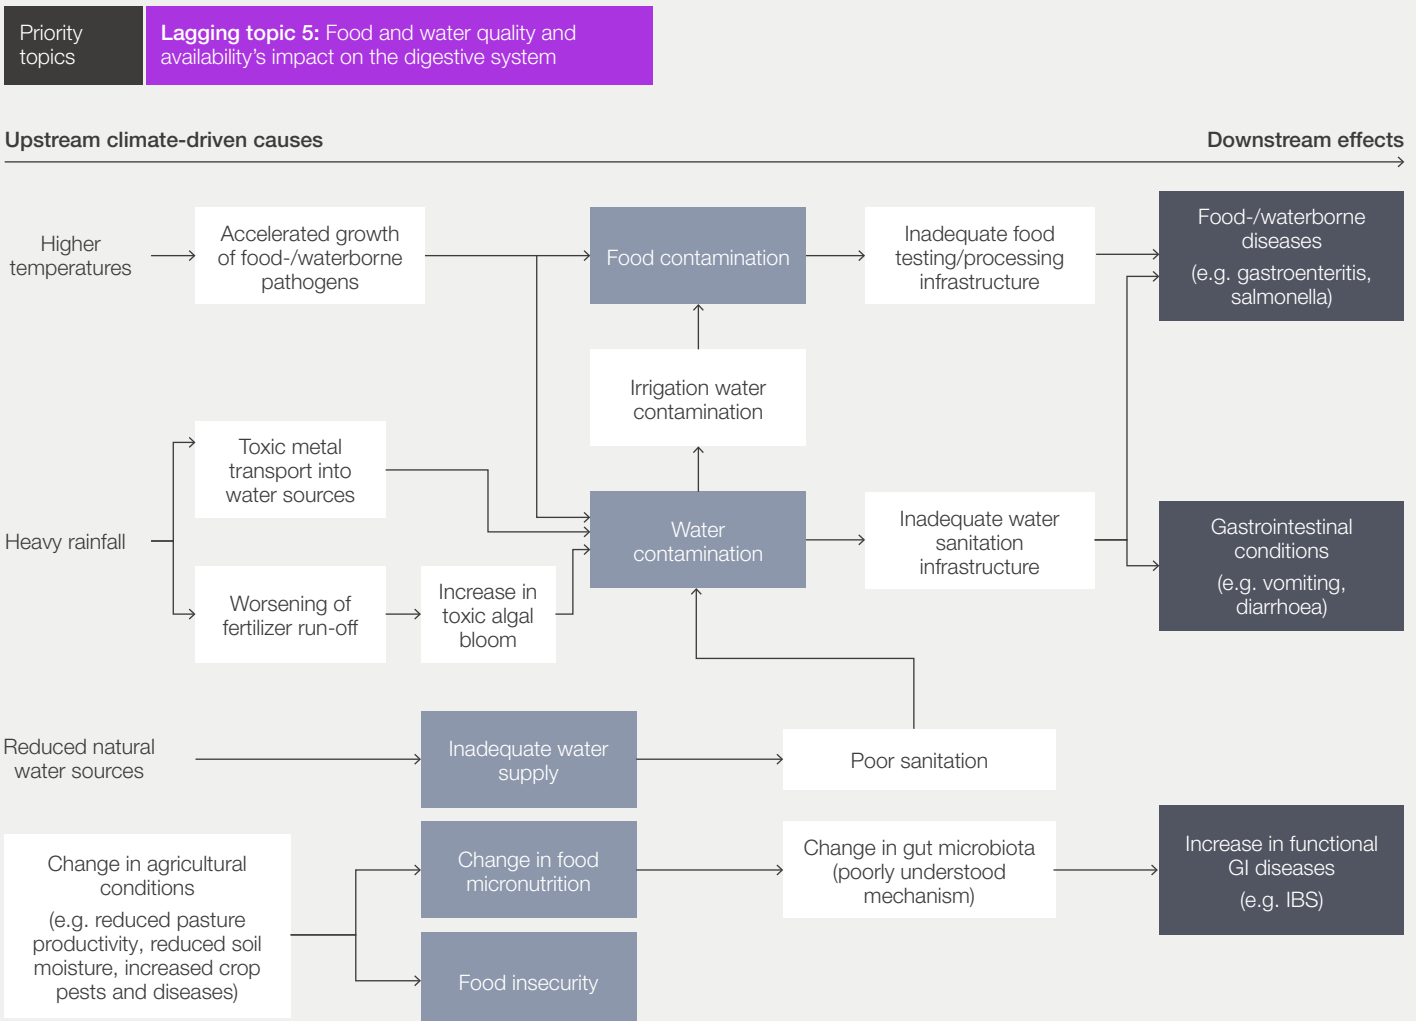 Priority
topics
Lagging topic 5: Food and water quality and
availability’s impact on the digestive system
Upstream climate-driven causes
Downstream effects
Higher
temperatures
Accelerated growth
of food-/waterborne
pathogens
Food contamination
Inadequate food
testing/processing
infrastructure
Food-/waterborne
diseases
(e.g. gastroenteritis,
salmonella)
Irrigation water
contamination
Heavy rainfall
Toxic metal
transport into
water sources
Worsening of
fertilizer run-off
Increase in
toxic algal
bloom
Water
contamination
Inadequate water
sanitation
infrastructure
Gastrointestinal
conditions
(e.g. vomiting,
diarrhoea)
Reduced natural
water sources
Inadequate water
supply
Poor sanitation
Change in agricultural
conditions
(e.g. reduced pasture
productivity, reduced soil
moisture, increased crop
pests and diseases)
Change in food
micronutrition
Change in gut microbiota
(poorly understood
mechanism)
Increase in functional
GI diseases
(e.g. IBS)
Food insecurity